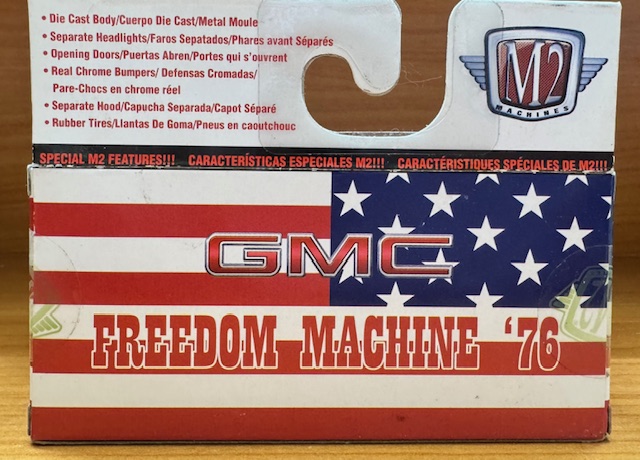 • Die Cast Body/Cuerpo Die Cast/Metal Moule
• Separate Headlights/Faros Sepatados/Phares avant Séparés
• Opening Doors/Puertas Abren/Portes qui s'ouvrent
• Real Chrome Bumpers/ Defensas Cromadas/
Pare-Chocs en chrome réel
• Separate Hood/Capucha Separada/Capot Séparé
• Rubber Tires/Llantas De Goma/Pneus en caoutchouc
M2
MACHINES
SPECIAL M2 FEATURES!!! CARACTERÍSTICAS ESPECIALES M2!!! CARACTÉRISTIQUES SPÉCIALES DE M2!!!
GMC
FREEDOM MACHINE '76